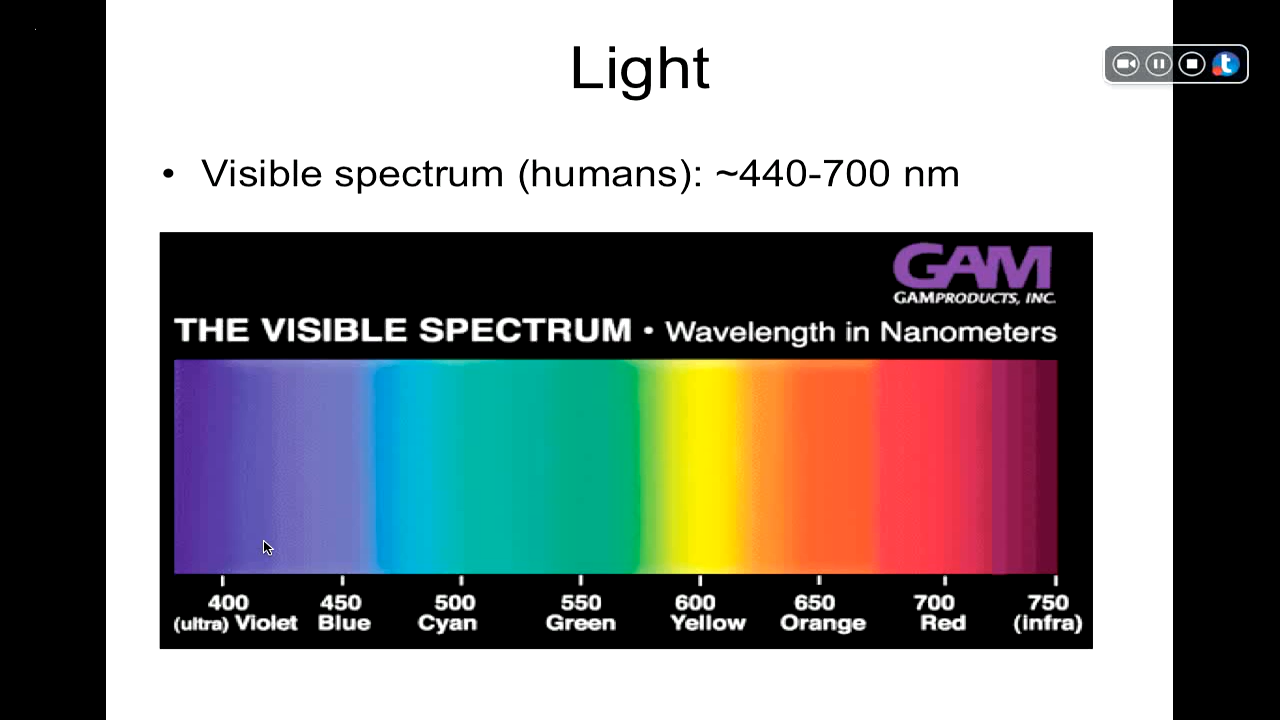 Light
• Visible spectrum (humans): ~440-700 nm
GAM
GAMPRODUCTS, INC.
THE VISIBLE SPECTRUM • Wavelength in Nanometers
400 450 500 550 600 650 700 750
(ultra) Violet Blue Cyan Green Yellow Orange Red (infra)
t